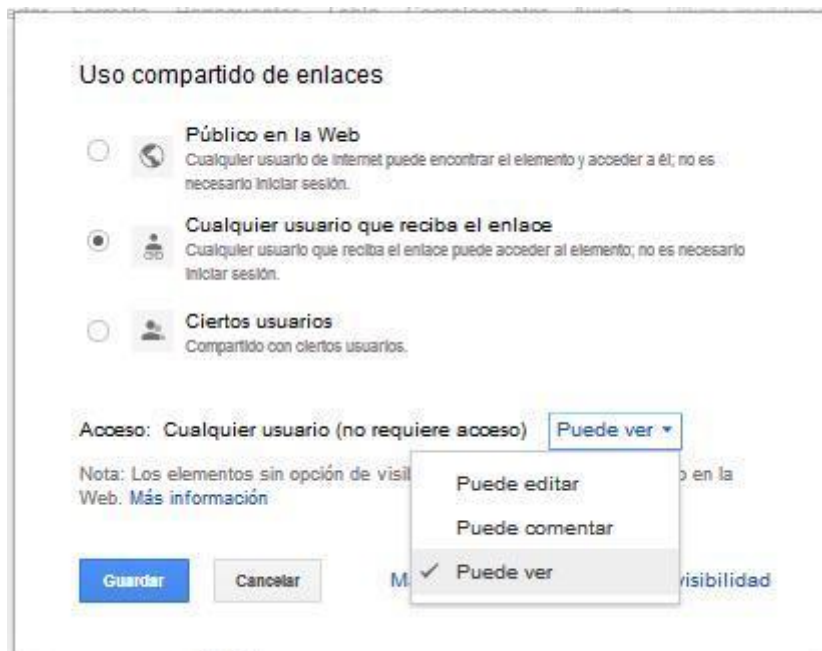 Uso compartido de enlaces
Público en la Web
Cualquier usuario de Internet puede encontrar el elemento y acceder a él; no es
necesario iniciar sesión.
Cualquier usuario que reciba el enlace
Cualquier usuario que reciba el enlace puede acceder al elemento; no es necesario
iniciar sesión.
Ciertos usuarios
Compartido con ciertos usuarios.
Acceso: Cualquier usuario (no requiere acceso) Puede ver
Nota: Los elementos sin opción de en la
Web. Más información
Puede editar
Puede comentar
Puede ver
Guardar Cancelar visibilidad